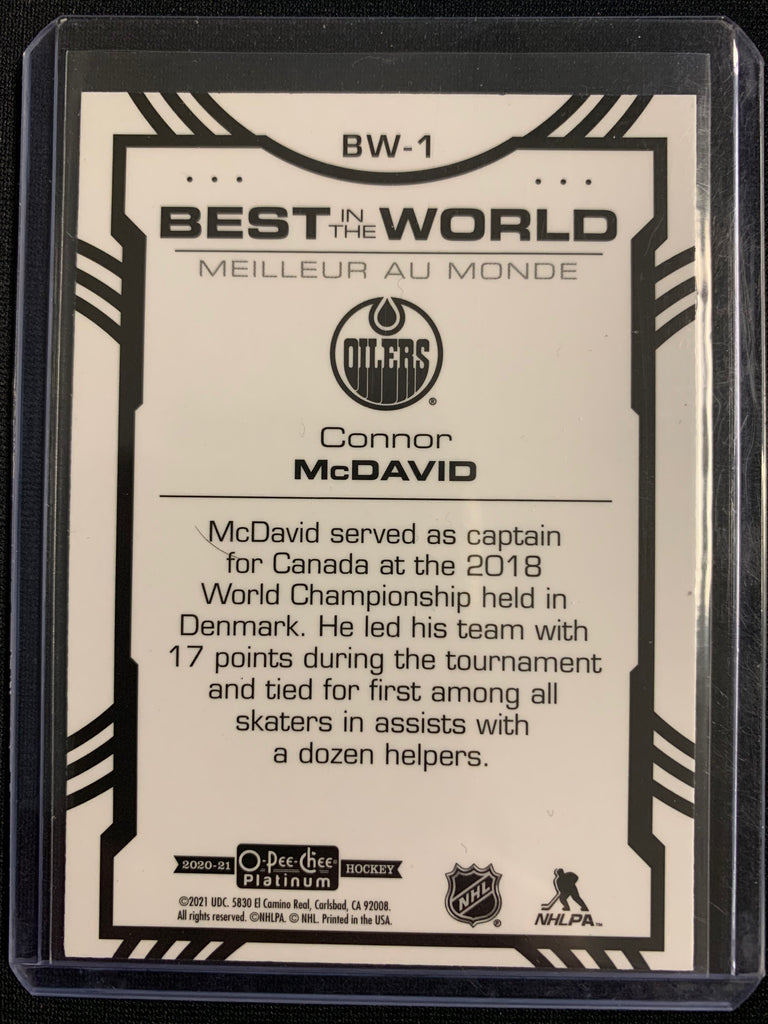 BW-1
BEST IN THE WORLD
MEILLEUR AU MONDE
OILERS
Connor
McDAVID
McDavid served as captain
for Canada at the 2018
World Championship held in
Denmark. He led his team with
17 points during the tournament
and tied for first among all
skaters in assists with
a dozen helpers.
2020-21 O-Pee-Chee Platinum HOCKEY
©2021 UDC. 5830 El Camino Real, Carlsbad, CA 92008.
All rights reserved. ©NHLPA. © NHL. Printed in the USA.
NHL
NHLPA